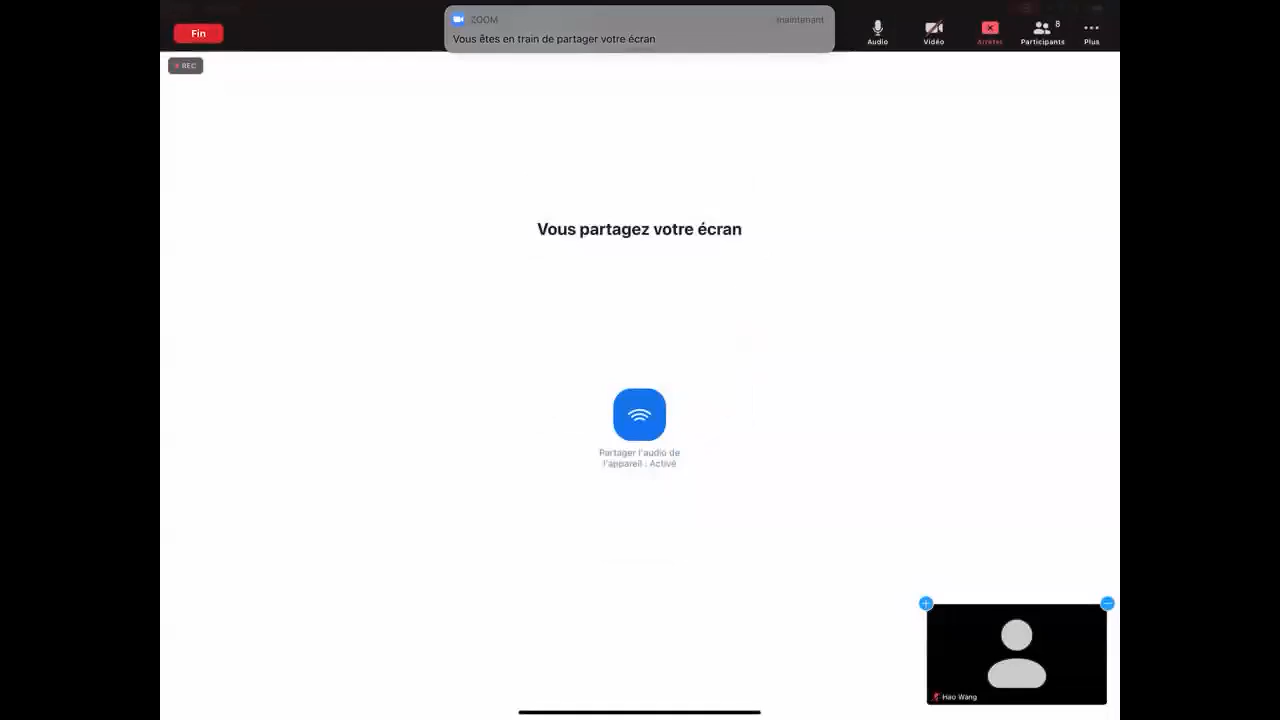 Fin
ZOOM
maintenant
Vous êtes en train de partager votre écran
Audio
Vidéo
Arrêter
8
Participants
Plus
REC
Vous partagez votre écran
Partager l'audio de
l'appareil : Activé
Hao Wang